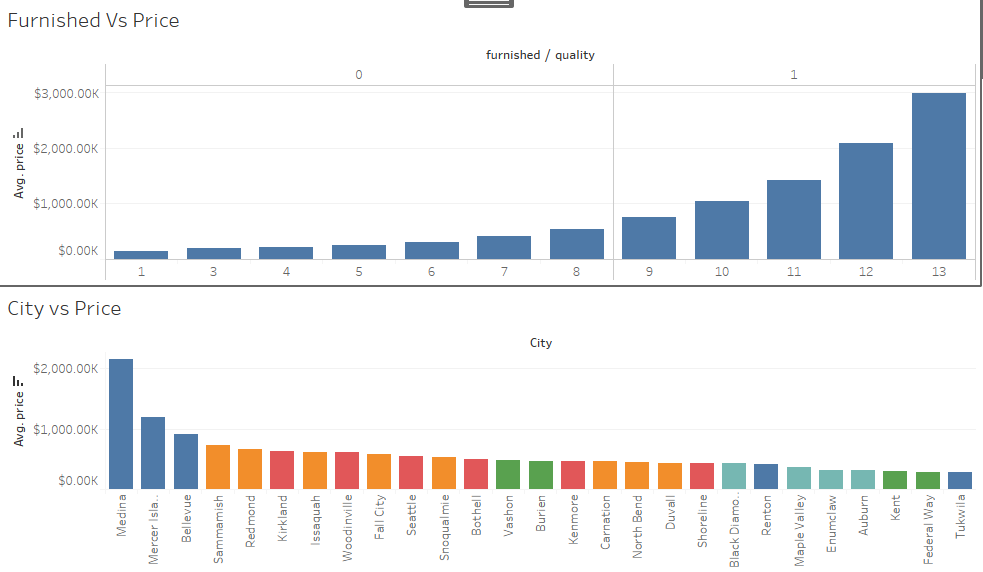 Furnished Vs Price
furnished / quality
0 1
$3,000.00K
$2,000.00K
$1,000.00K
$0.00K
Avg. price
1 3 4 5 6 7 8 9 10 11 12 13
City vs Price
City
$2,000.00K
$1,000.00K
$0.00K
Avg. price
Medina
Mercer Isla..
Bellevue
Sammamish
Redmond
Kirkland
Issaquah
Woodinville
Fall City
Seattle
Snoqualmie
Bothell
Vashon
Burien
Kenmore
Carnation
North Bend
Duvall
Shoreline
Black Diamo..
Renton
Maple Valley
Enumclaw
Auburn
Kent
Federal Way
Tukwila